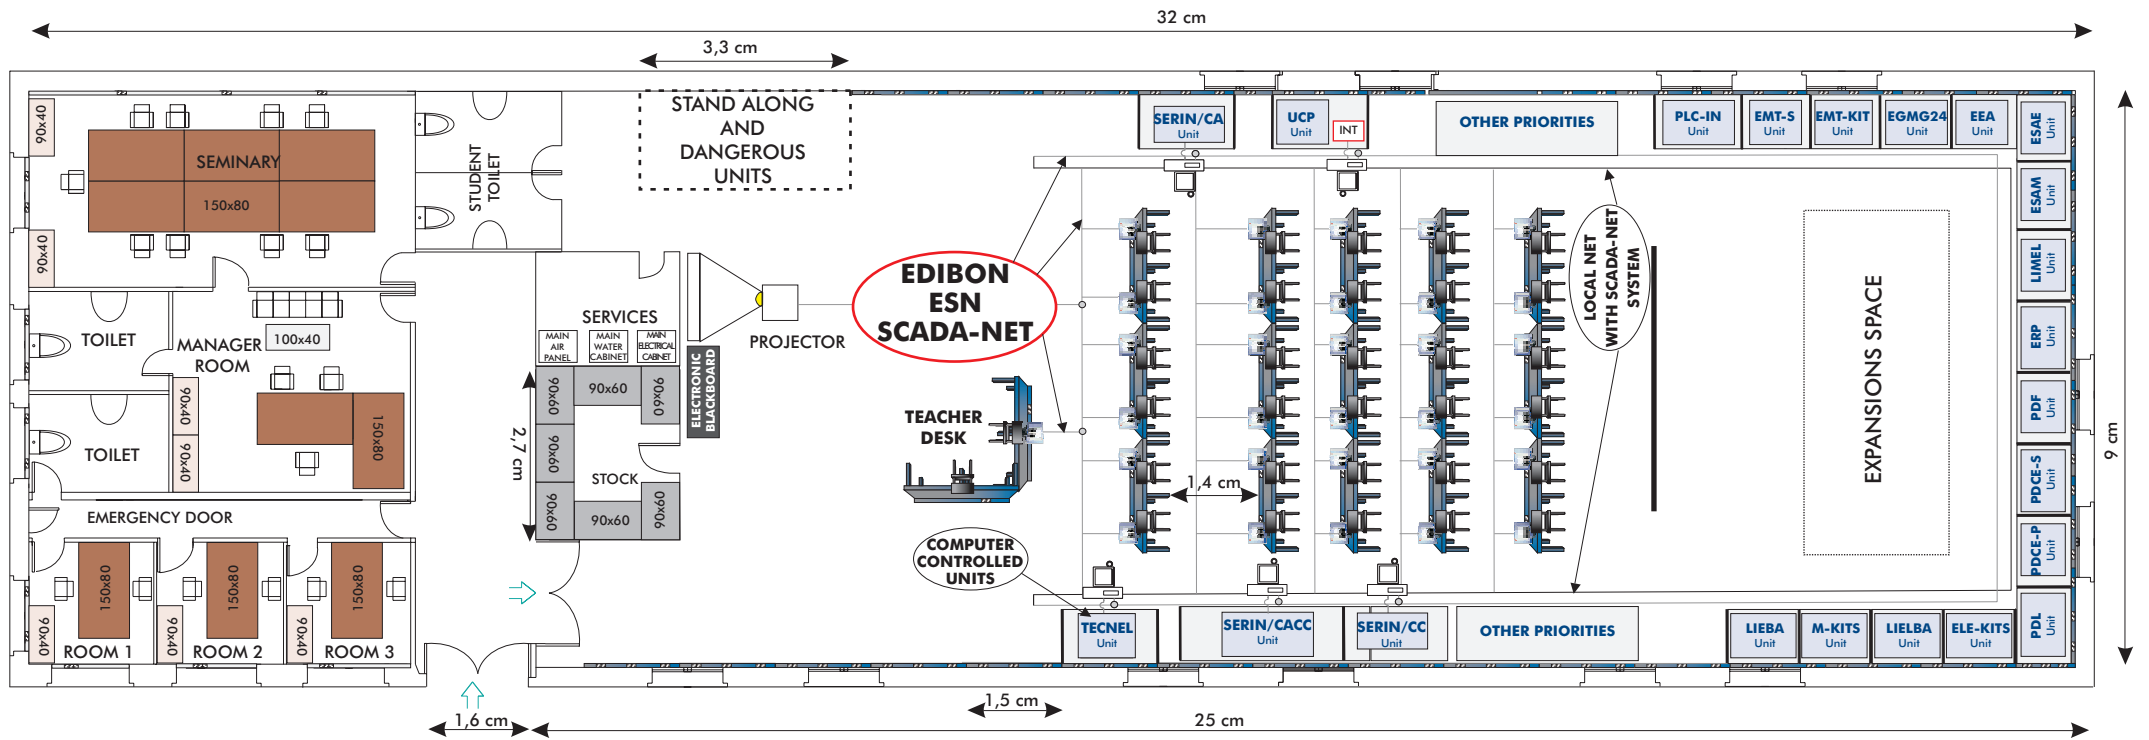 32 cm
3,3 cm
90x40
SEMINARY
150x80
90x40
STUDENT
TOILET
STAND ALONG
AND
DANGEROUS
UNITS
SERIN/CA
Unit
UCP
Unit
INT
OTHER PRIORITIES
PLC-IN
Unit
EMT-S
Unit
EMT-KIT
Unit
EGMG24
Unit
EEA
Unit
ESAE
Unit
ESAM
Unit
LIMEL
Unit
ERP
Unit
PDF
Unit
PDCE-S
Unit
PDCE-P
Unit
PDL
Unit
9 cm
TOILET
MANAGER
ROOM
100x40
90x40
90x40
150x80
TOILET
SERVICES
MAIN
AIR
PANEL
MAIN
WATER
CABINET
MAIN
ELECTRICAL
CABINET
ELECTRONIC
BLACKBOARD
PROJECTOR
EDIBON
ESN
SCADA-NET
LOCAL NET
WITH SCADA-NET
SYSTEM
EXPANSIONS SPACE
90x60
90x60
90x60
90x60
90x60
90x60
90x60
2,7 cm
STOCK
TEACHER
DESK
1,4 cm
EMERGENCY DOOR
COMPUTER
CONTROLLED
UNITS
150x80
90x40
ROOM 1
150x80
90x40
ROOM 2
150x80
90x40
ROOM 3
TECNEL
Unit
SERIN/CACC
Unit
SERIN/CC
Unit
OTHER PRIORITIES
LIEBA
Unit
M-KITS
Unit
LIELBA
Unit
ELE-KITS
Unit
1,6 cm
1,5 cm
25 cm